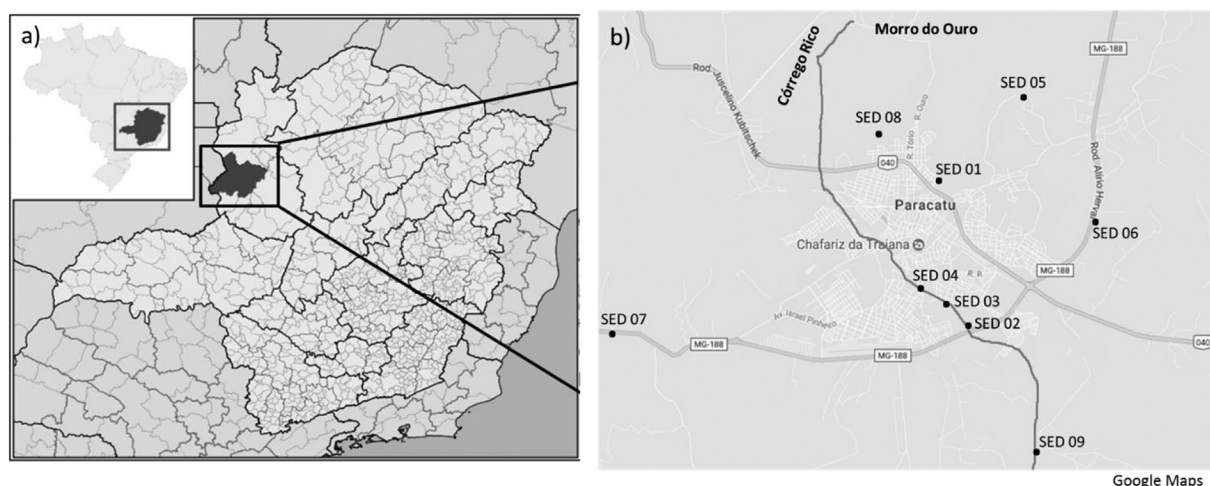 a)
b)
Córrego Rico
Morro do Ouro
MG-188
Rod. Juscelino Kubitschek
SED 05
SED 08
R. Tório
R. Ouro
040
SED 01
Rod. Alírio Herval
Paracatu
SED 06
Chafariz da Traiana
MG-188
R. R.
SED 04
SED 03
Av. Israel Pinheiro
SED 02
SED 07
MG-188
MG-188
040
SED 09
Google Maps